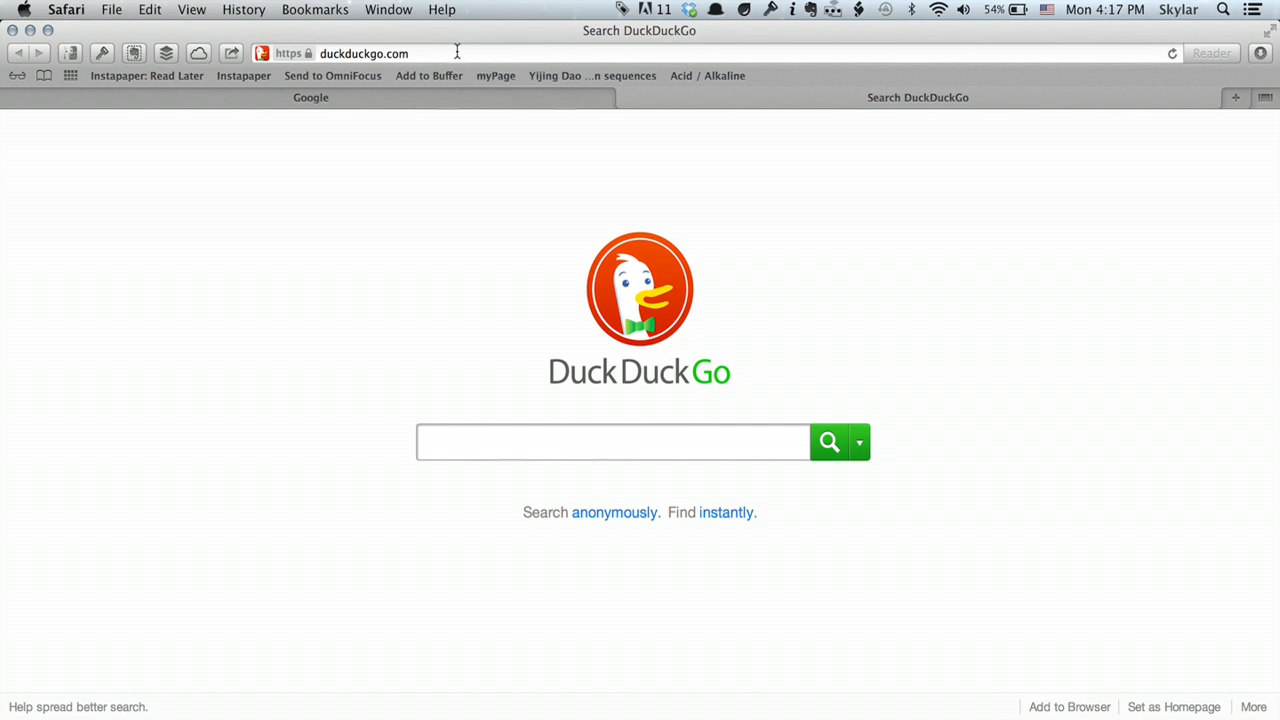 Safari File Edit View History Bookmarks Window Help 11 54% Mon 4:17 PM Skylar
Search DuckDuckGo
https duckduckgo.com Reader
Instapaper: Read Later Instapaper Send to OmniFocus Add to Buffer myPage Yijing Dao ...n sequences Acid / Alkaline
Google Search DuckDuckGo
DuckDuckGo
Search anonymously. Find instantly.
Help spread better search. Add to Browser Set as Homepage More